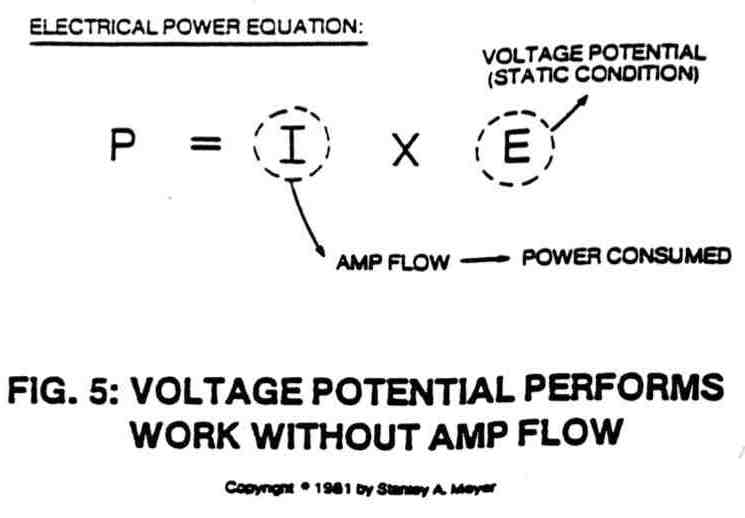 ELECTRICAL POWER EQUATION:
VOLTAGE POTENTIAL
(STATIC CONDITION)
P = I X E
AMP FLOW → POWER CONSUMED
FIG. 5: VOLTAGE POTENTIAL PERFORMS
WORK WITHOUT AMP FLOW
Copyright © 1981 by Stanley A. Meyer